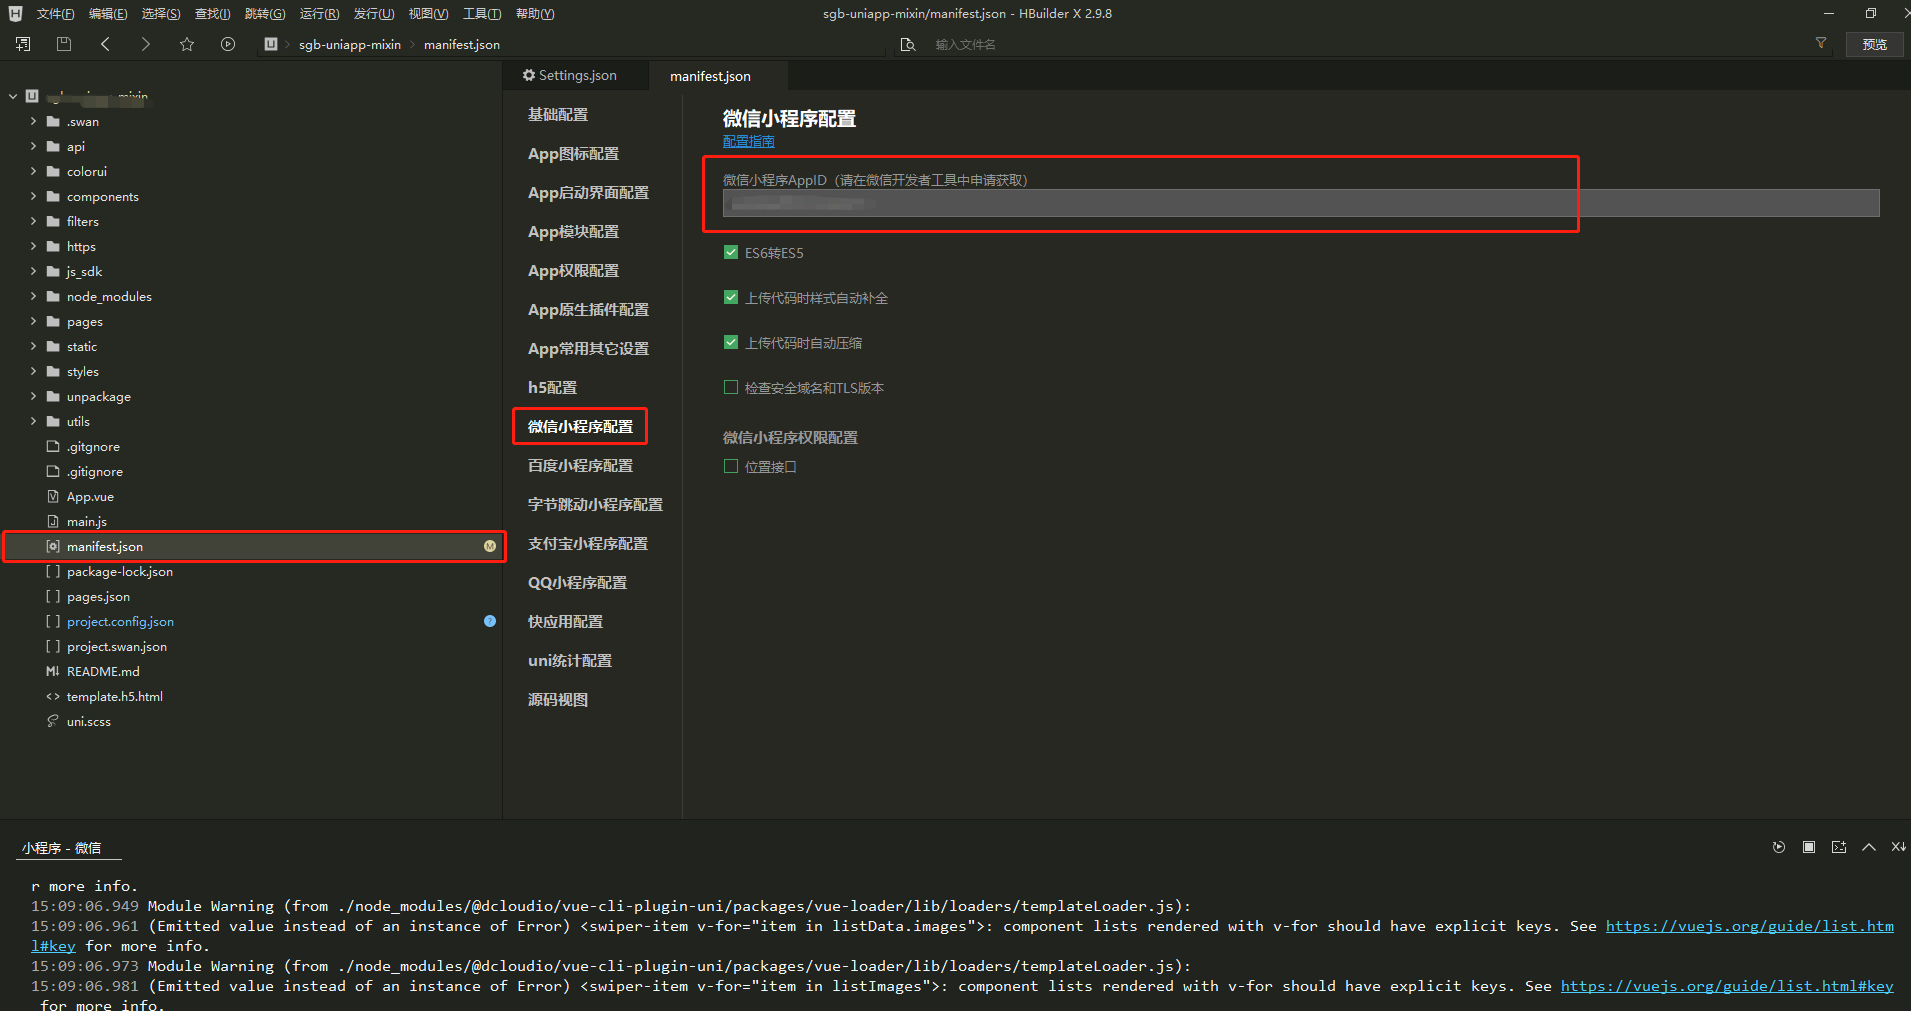 文件(F) 编辑(E) 选择(S) 查找(I) 跳转(G) 运行(R) 发行(U) 视图(V) 工具(T) 帮助(Y)
sgb-uniapp-mixin/manifest.json - HBuilder X 2.9.8
sgb-uniapp-mixin manifest.json
输入文件名
预览
Settings.json
manifest.json
.swan
api
colorui
components
filters
https
js_sdk
node_modules
pages
static
styles
unpackage
utils
.gitgnore
.gitignore
App.vue
main.js
manifest.json
M
package-lock.json
pages.json
project.config.json
?
project.swan.json
README.md
template.h5.html
uni.scss
基础配置
App图标配置
App启动界面配置
App模块配置
App权限配置
App原生插件配置
App常用其它设置
h5配置
微信小程序配置
百度小程序配置
字节跳动小程序配置
支付宝小程序配置
QQ小程序配置
快应用配置
uni统计配置
源码视图
微信小程序配置
配置指南
微信小程序AppID（请在微信开发者工具中申请获取）
ES6转ES5
上传代码时样式自动补全
上传代码时自动压缩
检查安全域名和TLS版本
微信小程序权限配置
位置接口
小程序 - 微信
r more info.
15:09:06.949 Module Warning (from ./node_modules/@dcloudio/vue-cli-plugin-uni/packages/vue-loader/lib/loaders/templateLoader.js):
15:09:06.961 (Emitted value instead of an instance of Error) <swiper-item v-for="item in listData.images">: component lists rendered with v-for should have explicit keys. See https://vuejs.org/guide/list.htm
l#key for more info.
15:09:06.973 Module Warning (from ./node_modules/@dcloudio/vue-cli-plugin-uni/packages/vue-loader/lib/loaders/templateLoader.js):
15:09:06.981 (Emitted value instead of an instance of Error) <swiper-item v-for="item in listImages">: component lists rendered with v-for should have explicit keys. See https://vuejs.org/guide/list.html#key
for more info.